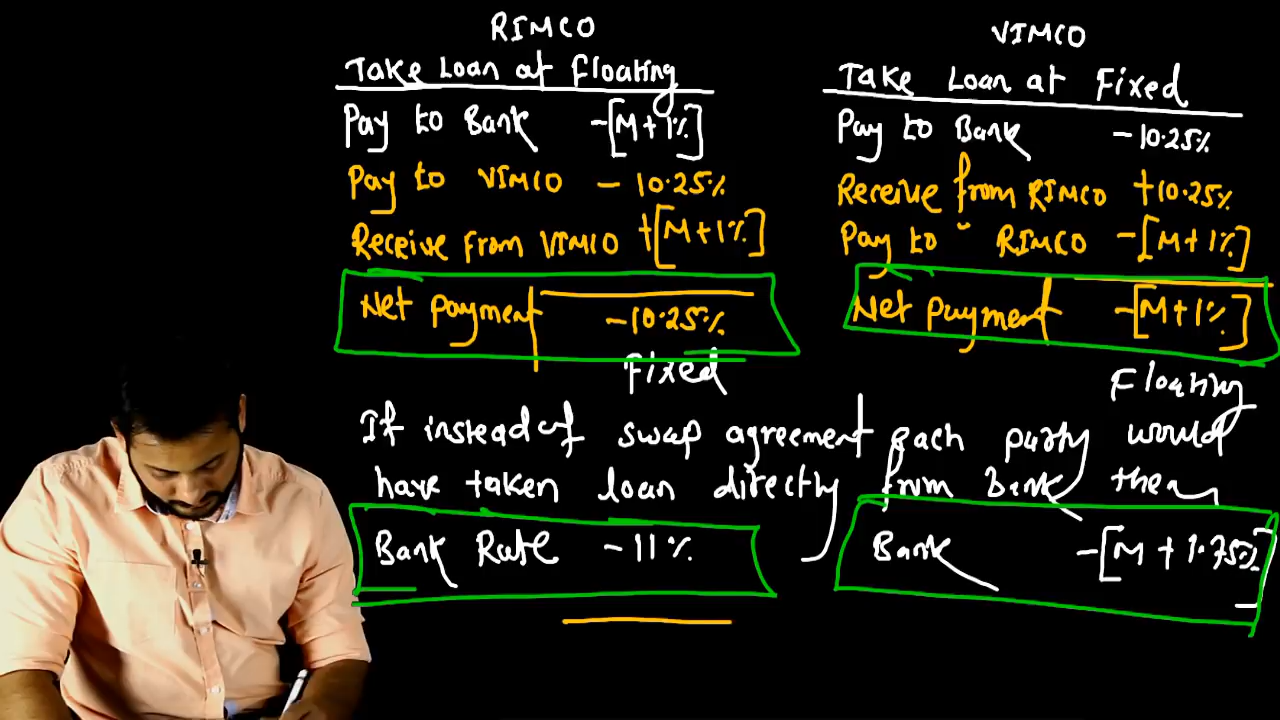 RIMCO
Take Loan at floating
Pay to Bank -[M+1%]
Pay to VIMCO - 10.25%
Receive from VIMCO +[M+1%]
Net payment -10.25%
Fixed
VIMCO
Take Loan at Fixed
Pay to Bank -10.25%
Receive from RIMCO +10.25%
Pay to RIMCO -[M+1%]
Net Payment -[M+1%]
Floating
If instead of swap agreement each party would
have taken loan directly from Bank then
Bank Rate -11%
Bank -[M + 1.75%]